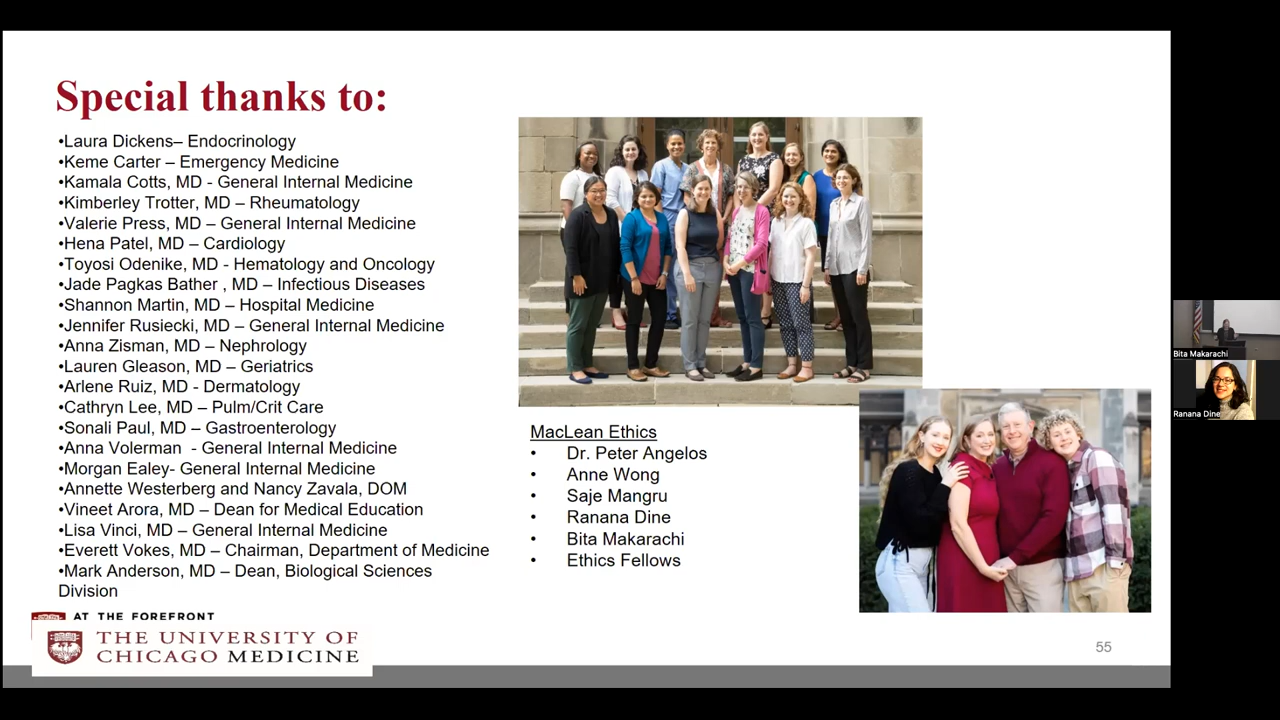 Special thanks to:
•Laura Dickens– Endocrinology
•Keme Carter – Emergency Medicine
•Kamala Cotts, MD - General Internal Medicine
•Kimberley Trotter, MD – Rheumatology
•Valerie Press, MD – General Internal Medicine
•Hena Patel, MD – Cardiology
•Toyosi Odenike, MD - Hematology and Oncology
•Jade Pagkas Bather , MD – Infectious Diseases
•Shannon Martin, MD – Hospital Medicine
•Jennifer Rusiecki, MD – General Internal Medicine
•Anna Zisman, MD – Nephrology
•Lauren Gleason, MD – Geriatrics
•Arlene Ruiz, MD - Dermatology
•Cathryn Lee, MD – Pulm/Crit Care
•Sonali Paul, MD – Gastroenterology
•Anna Volerman - General Internal Medicine
•Morgan Ealey- General Internal Medicine
•Annette Westerberg and Nancy Zavala, DOM
•Vineet Arora, MD – Dean for Medical Education
•Lisa Vinci, MD – General Internal Medicine
•Everett Vokes, MD – Chairman, Department of Medicine
•Mark Anderson, MD – Dean, Biological Sciences
Division
MacLean Ethics
• Dr. Peter Angelos
• Anne Wong
• Saje Mangru
• Ranana Dine
• Bita Makarachi
• Ethics Fellows
AT THE FOREFRONT
THE UNIVERSITY OF
CHICAGO MEDICINE
55
Bita Makarachi
Ranana Dine